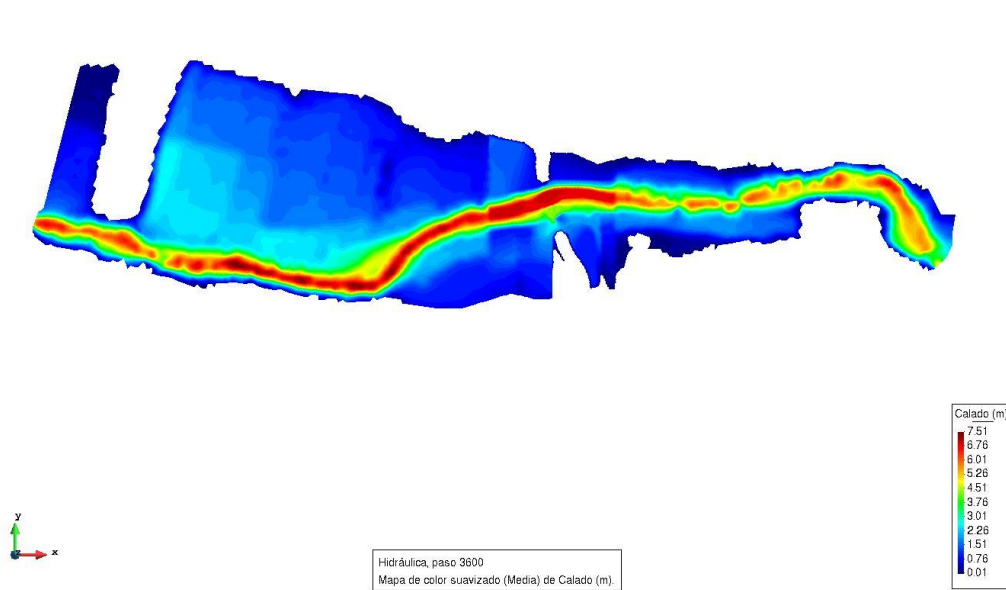 Calado (m)
7.51
6.76
6.01
5.26
4.51
3.76
3.01
2.26
1.51
0.76
0.01
y
z
x
Hidráulica, paso 3600
Mapa de color suavizado (Media) de Calado (m).